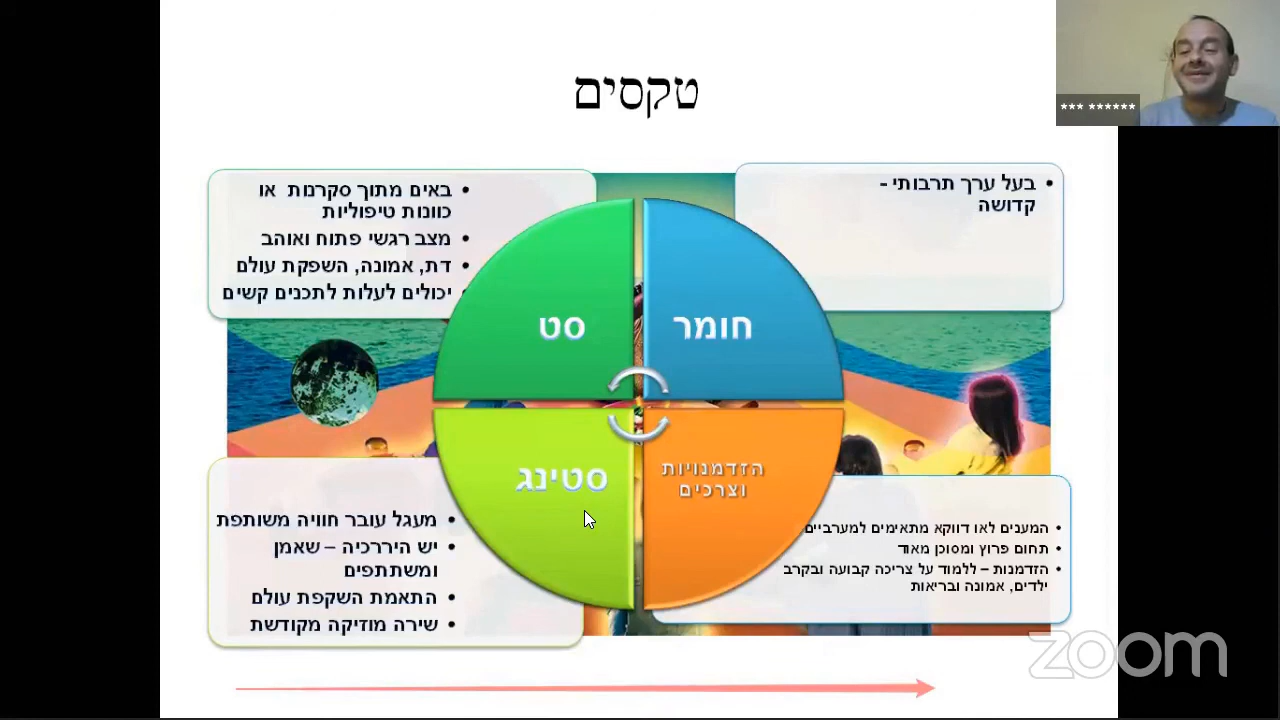 טקסים
*** ******
בעל ערך תרבותי -
קדושה
באים מתוך סקרנות או
כוונות טיפוליות
מצב רגשי פתוח ואוהב
דת, אמונה, השפקת עולם
יכולים לעלות לתכנים קשים
חומר
סט
הזדמנויות
וצרכים
סטינג
המענים לאו דווקא מתאימים למערביים
תחום פרוץ ומסוכן מאוד
הזדמנות – ללמוד על צריכה קבועה ובקרב
ילדים, אמונה ובריאות
מעגל עובר חוויה משותפת
יש היררכיה – שאמן
ומשתתפים
התאמת השקפת עולם
שירה מוזיקה מקודשת
zoom